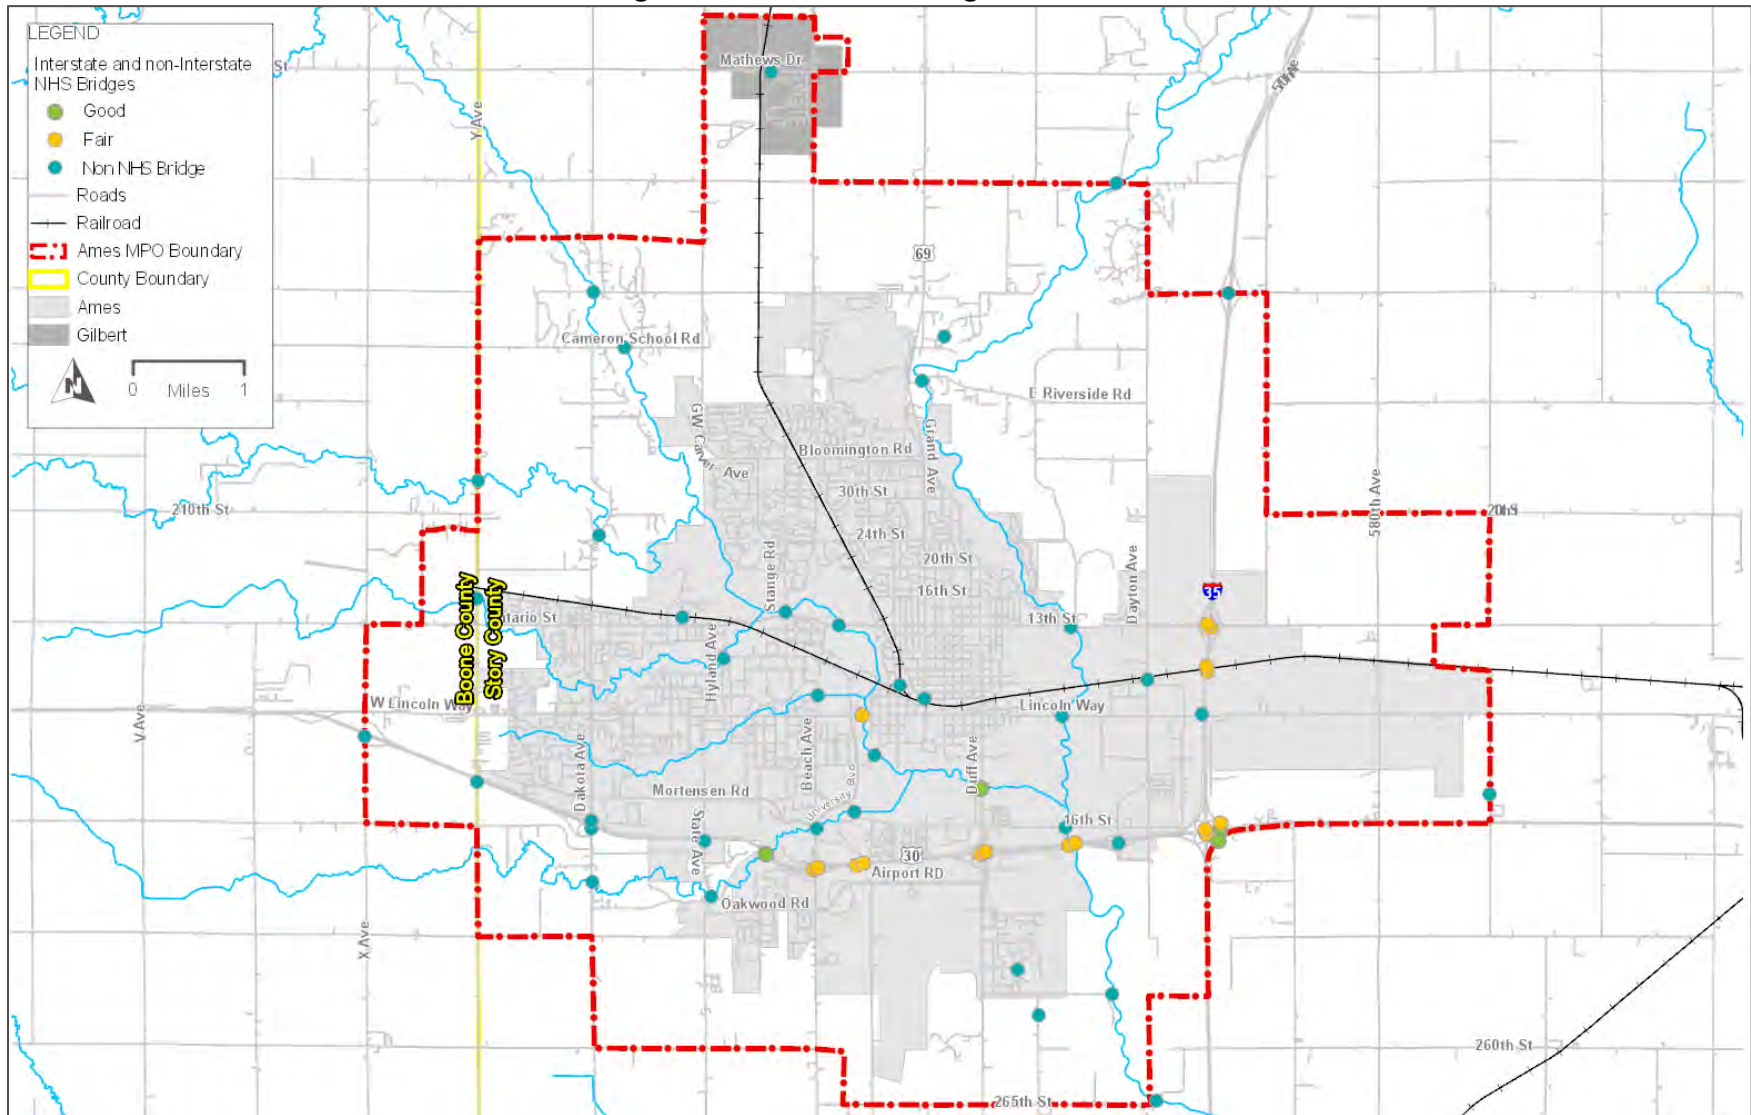 LEGEND
Interstate and non-Interstate
NHS Bridges
Good
Fair
Non NHS Bridge
Roads
Railroad
Ames MPO Boundary
County Boundary
Ames
Gilbert
N
0 Miles 1
St
Y Ave
Mathews Dr
50th Ave
69
Cameron School Rd
E Riverside Rd
GW Carver Ave
Bloomington Rd
Grand Ave
30th St
210th St
580th Ave
24th St
20th St
Stange Rd
16th St
Dayton Ave
35
Boone County
Story County
ntario St
13th St
Hyland Ave
W Lincoln Way
Lincoln Way
V Ave
Dakota Ave
Beach Ave
University Blvd
Duff Ave
Mortensen Rd
State Ave
16th St
30
Airport RD
Oakwood Rd
X Ave
260th St
265th St